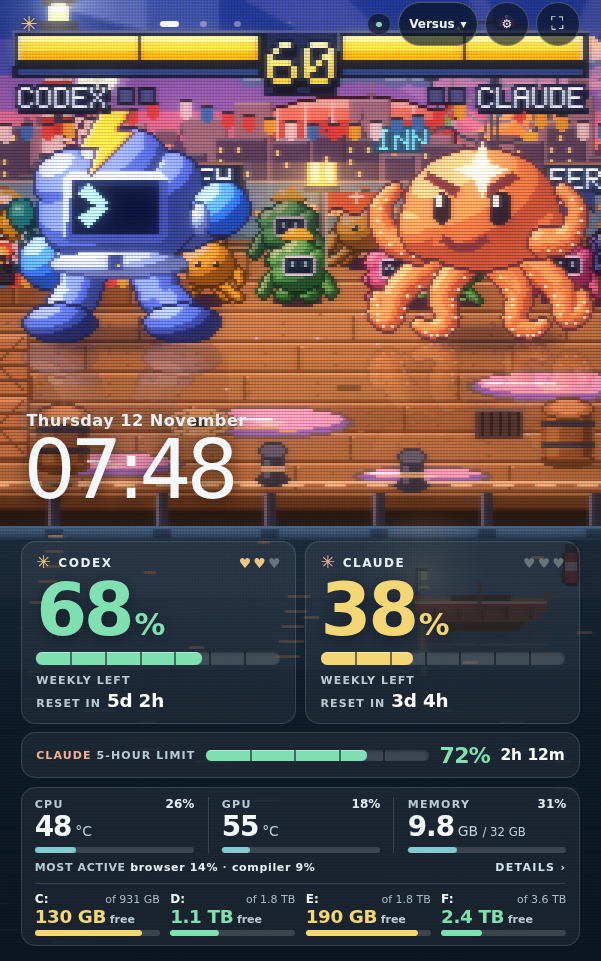 Versus
60
CODEX
CLAUDE
INN
Thursday 12 November
07:48
CODEX
68%
WEEKLY LEFT
RESET IN 5d 2h
CLAUDE
38%
WEEKLY LEFT
RESET IN 3d 4h
CLAUDE 5-HOUR LIMIT 72% 2h 12m
CPU 26%
48 °C
GPU 18%
55 °C
MEMORY 31%
9.8 GB / 32 GB
MOST ACTIVE browser 14% · compiler 9%
DETAILS ›
C: of 931 GB
130 GB free
D: of 1.8 TB
1.1 TB free
E: of 1.8 TB
190 GB free
F: of 3.6 TB
2.4 TB free